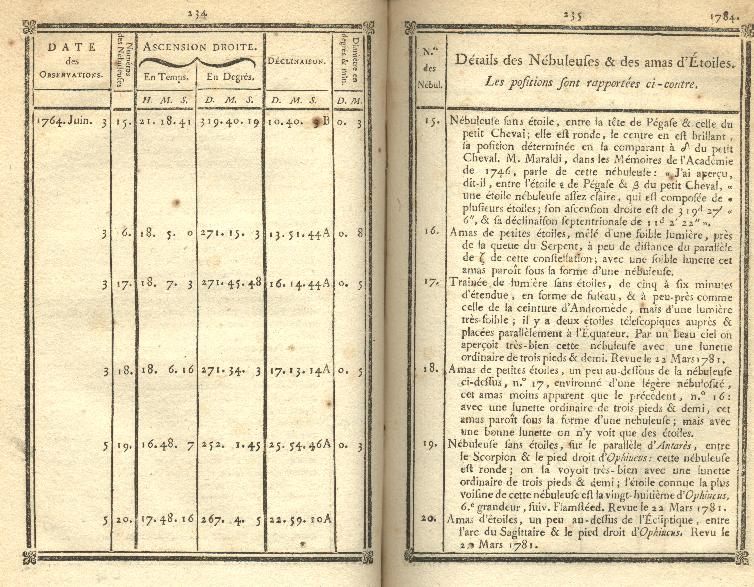 234
DATE
des
OBSERVATIONS.
Numéros
des Nébuleuses
ASCENSION DROITE.
En Temps. En Degrés.
DÉCLINAISON.
Diamètre en
degrés & min.
H. M. S. D. M. S. D. M. S. D. M.
1764. Juin. 3 15. 21. 18. 41 319. 40. 19 10. 40. 3 B 0. 3
3 6. 18. 5. 0 271. 15. 3 13. 51. 44 A 0. 8
3 17. 18. 7. 3 271. 45. 48 16. 14. 44 A 0. 5
3 18. 18. 6. 16 271. 34. 3 17. 13. 14 A 0. 5
5 19. 16. 48. 7 252. 1. 45 25. 54. 46 A 0. 3
5 20. 17. 48. 16 267. 4. 5 22. 59. 10 A
235 1784.
N.os
des
Nébul.
Détails des Nébuleuſes & des amas d'Étoiles.
Les poſitions ſont rapportées ci-contre.
15. Nébuleuſe ſans étoile, entre la tête de Pégaſe & celle du
petit Cheval; elle eſt ronde, le centre en eſt brillant,
ſa poſition déterminée en la comparant à δ du petit
Cheval. M. Maraldi, dans les Mémoires de l'Académie
de 1746, parle de cette nébuleuſe: « J'ai aperçu,
dit-il, entre l'étoile ε de Pégaſe & β du petit Cheval, «
une étoile nébuleuſe aſſez claire, qui eſt compoſée de «
pluſieurs étoiles; ſon aſcenſion droite eſt de 319d 27′ «
6″, & ſa déclinaiſon ſeptentrionale de 11d 2′ 22″ ».
16. Amas de petites étoiles, mêlé d'une foible lumière, près
de la queue du Serpent, à peu de diſtance du parallèle
de ζ de cette conſtellation; avec une foible lunette cet
amas paroît ſous la forme d'une nébuleuſe.
17. Traînée de lumière ſans étoiles, de cinq à ſix minutes
d'étendue, en forme de fuſeau, & à peu-près comme
celle de la ceinture d'Andromède, mais d'une lumière
très-foible; il y a deux étoiles téleſcopiques auprès &
placées parallèlement à l'Équateur. Par un beau ciel on
aperçoit très-bien cette nébuleuſe avec une lunette
ordinaire de trois pieds & demi. Revue le 22 Mars 1781.
18. Amas de petites étoiles, un peu au-deſſous de la nébuleuſe
ci-deſſus, n.o 17, environné d'une légère nébuloſité,
cet amas moins apparent que le précédent, n.o 16:
avec une lunette ordinaire de trois pieds & demi, cet
amas paroît ſous la forme d'une nébuleuſe; mais avec
une bonne lunette on n'y voit que des étoiles.
19. Nébuleuſe ſans étoiles, ſur le parallèle d'Antarès, entre
le Scorpion & le pied droit d'Ophiucus: cette nébuleuſe
eſt ronde; on la voyoit très-bien avec une lunette
ordinaire de trois pieds & demi; l'étoile connue la plus
voiſine de cette nébuleuſe eſt la vingt-huitième d'Ophiucus,
6.e grandeur, ſuiv. Flamſtéed. Revue le 22 Mars 1781.
20. Amas d'étoiles, un peu au-deſſus de l'Écliptique, entre
l'arc du Sagittaire & le pied droit d'Ophiucus. Revu le
22 Mars 1781.